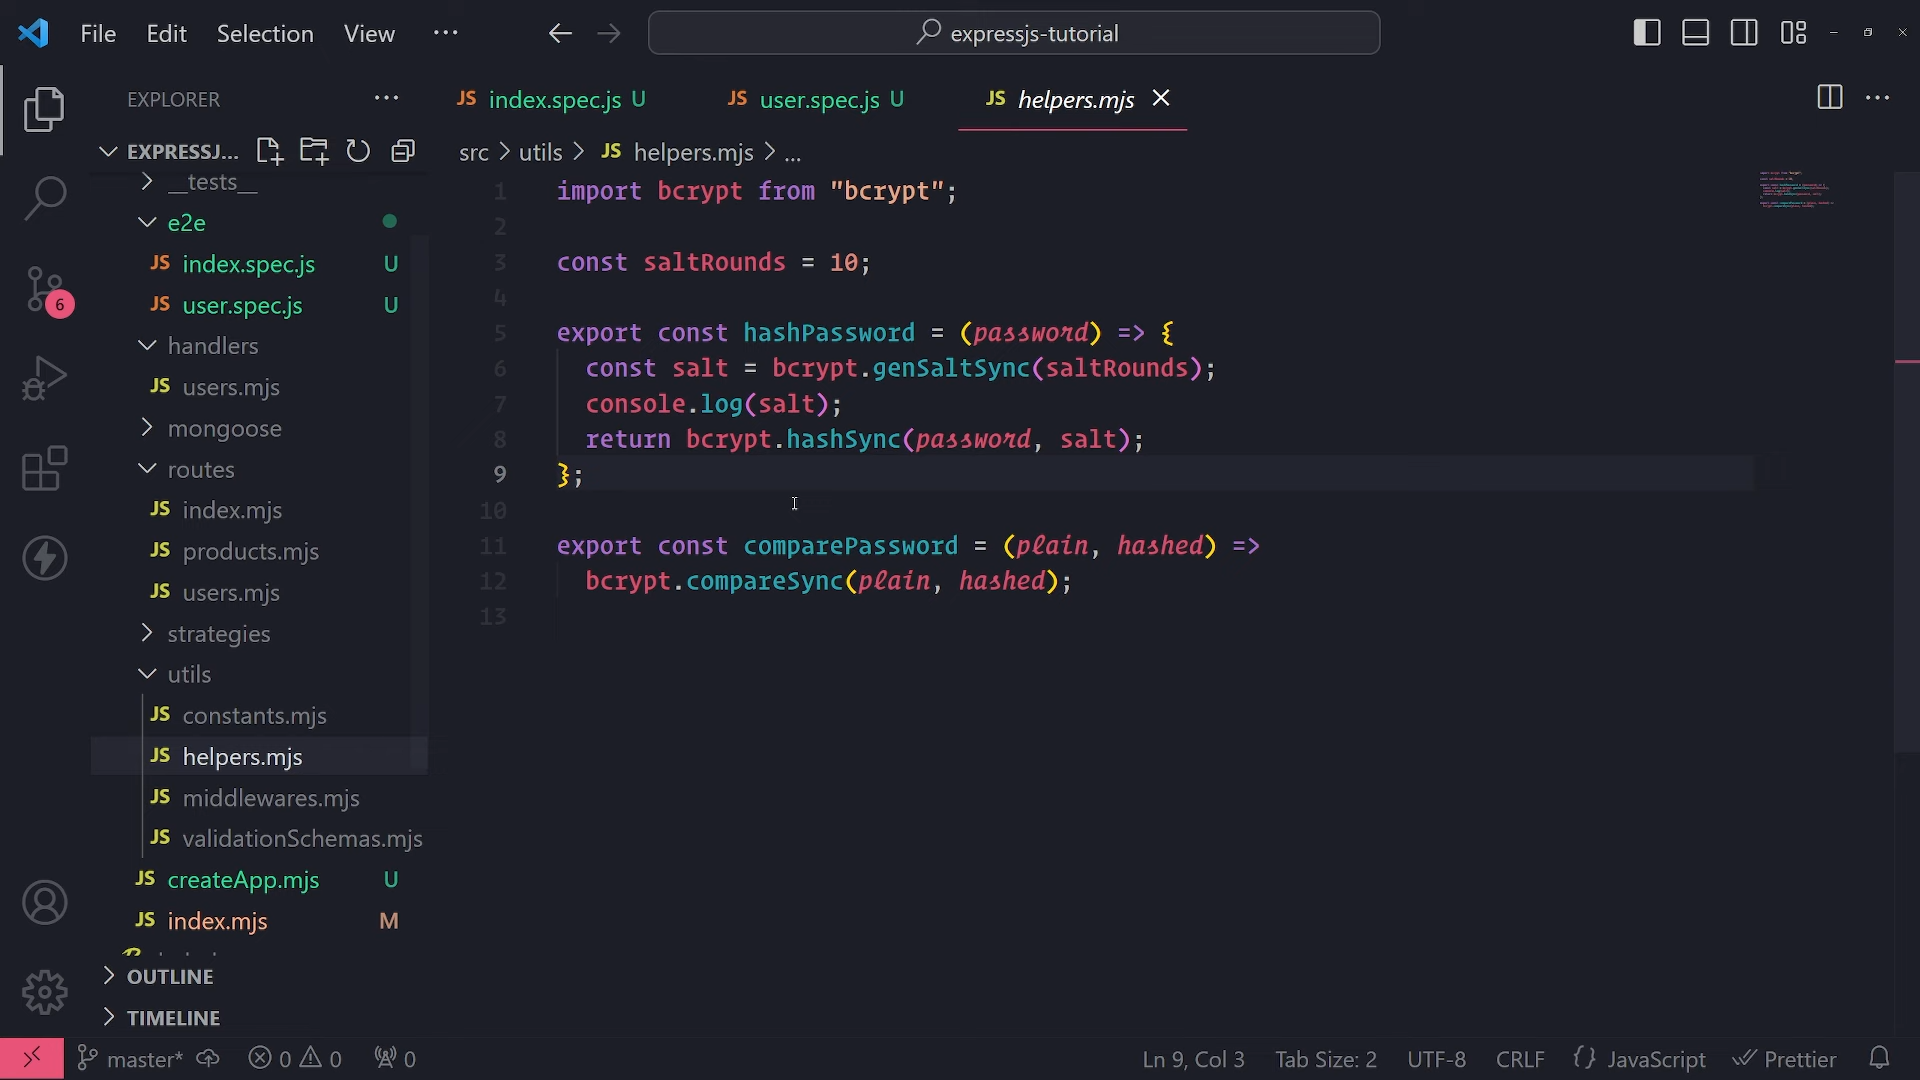 File Edit Selection View ··· expressjs-tutorial
EXPLORER ···
EXPRESSJ...
__tests__
e2e
JS index.spec.js U
JS user.spec.js U
handlers
JS users.mjs
mongoose
routes
JS index.mjs
JS products.mjs
JS users.mjs
strategies
utils
JS constants.mjs
JS helpers.mjs
JS middlewares.mjs
JS validationSchemas.mjs
JS createApp.mjs U
JS index.mjs M
OUTLINE
TIMELINE
6
JS index.spec.js U JS user.spec.js U JS helpers.mjs
src > utils > JS helpers.mjs > ...
1 import bcrypt from "bcrypt";
2
3 const saltRounds = 10;
4
5 export const hashPassword = (password) => {
6 const salt = bcrypt.genSaltSync(saltRounds);
7 console.log(salt);
8 return bcrypt.hashSync(password, salt);
9 };
10
11 export const comparePassword = (plain, hashed) =>
12 bcrypt.compareSync(plain, hashed);
13
master* 0 0 0 Ln 9, Col 3 Tab Size: 2 UTF-8 CRLF {} JavaScript Prettier